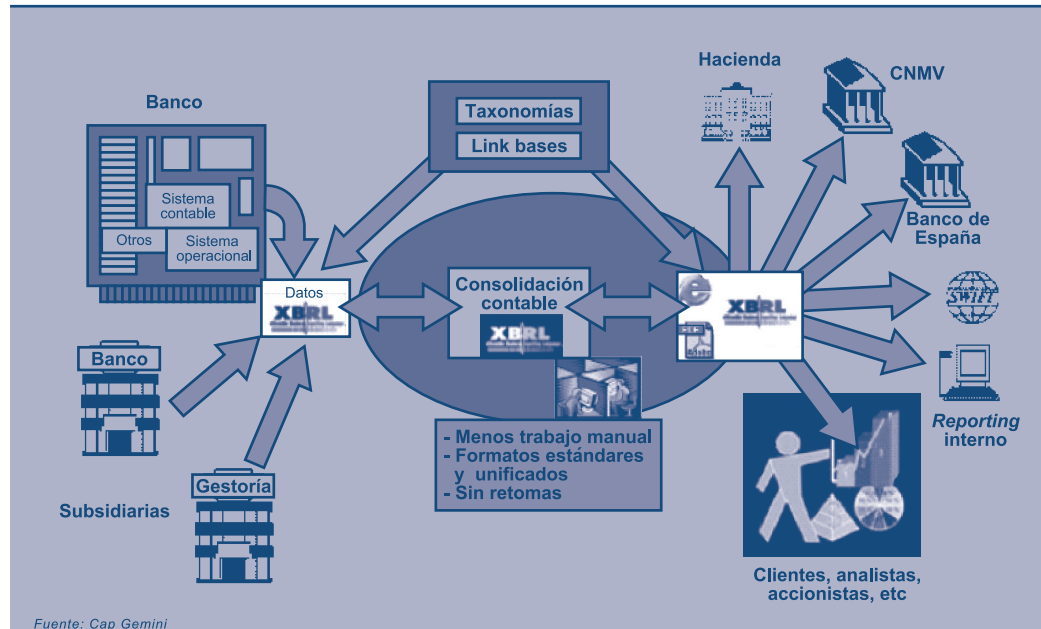 Banco
Sistema
contable
Otros
Sistema
operacional
Taxonomías
Link bases
Hacienda
CNMV
Banco de
España
Datos
XBRL
Consolidación
contable
XBRL
XBRL
Adobe
SWIFT
Banco
- Menos trabajo manual
- Formatos estándares
y unificados
- Sin retomas
Reporting
interno
Gestoría
Subsidiarias
Clientes, analistas,
accionistas, etc
Fuente: Cap Gemini